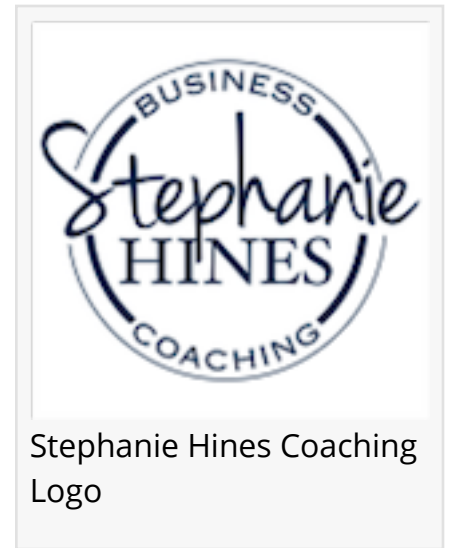 BUSINESS
Stephanie
HINES
COACHING
Stephanie Hines Coaching
Logo